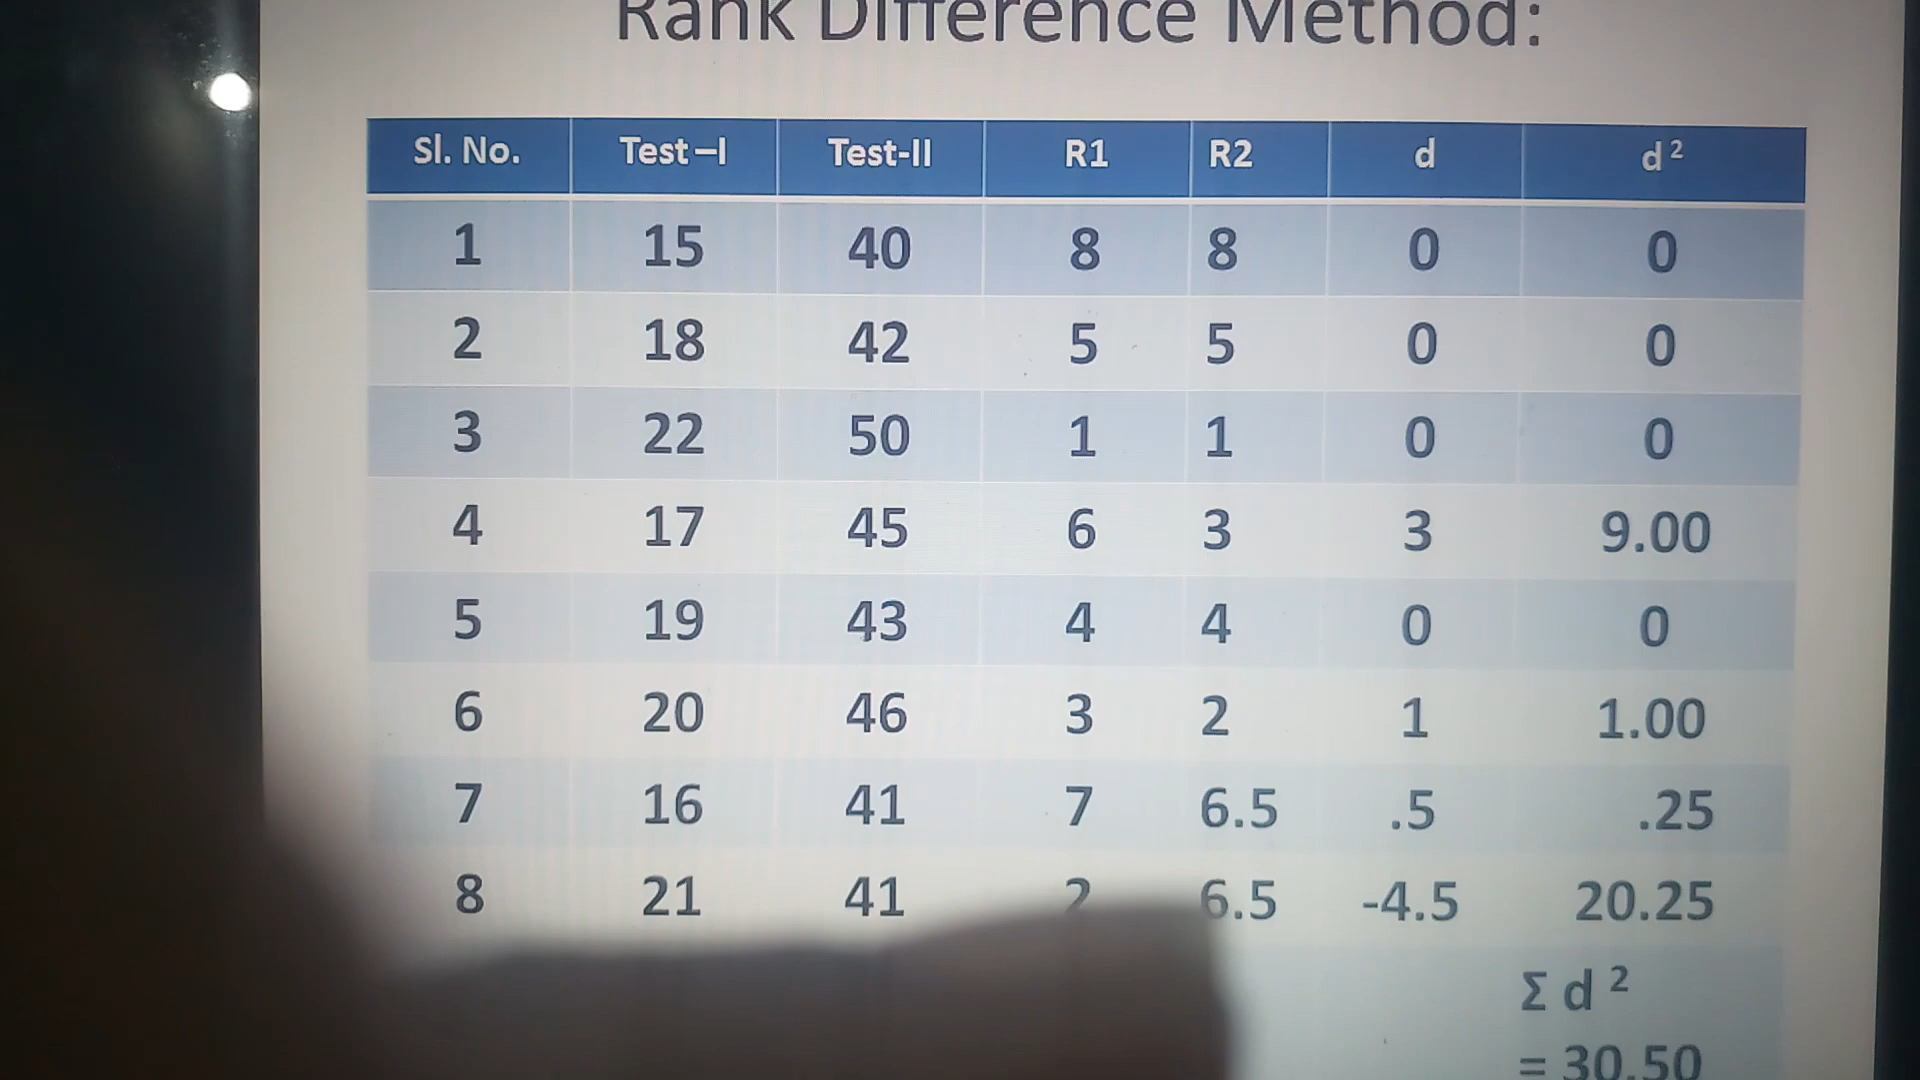 Rank Difference Method:
Sl. No. Test–I Test-II R1 R2 d d²
1 15 40 8 8 0 0
2 18 42 5 5 0 0
3 22 50 1 1 0 0
4 17 45 6 3 3 9.00
5 19 43 4 4 0 0
6 20 46 3 2 1 1.00
7 16 41 7 6.5 .5 .25
8 21 41 2 6.5 -4.5 20.25
Σ d²
= 30.50